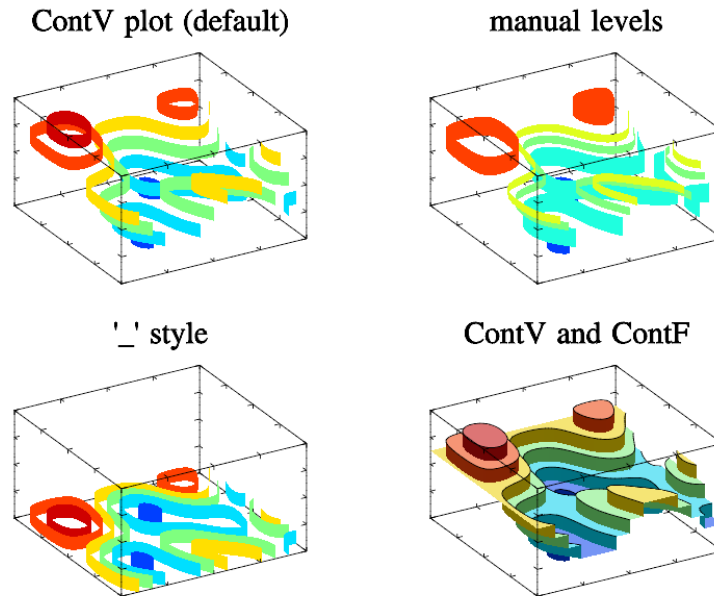 ContV plot (default)
manual levels
'_' style
ContV and ContF